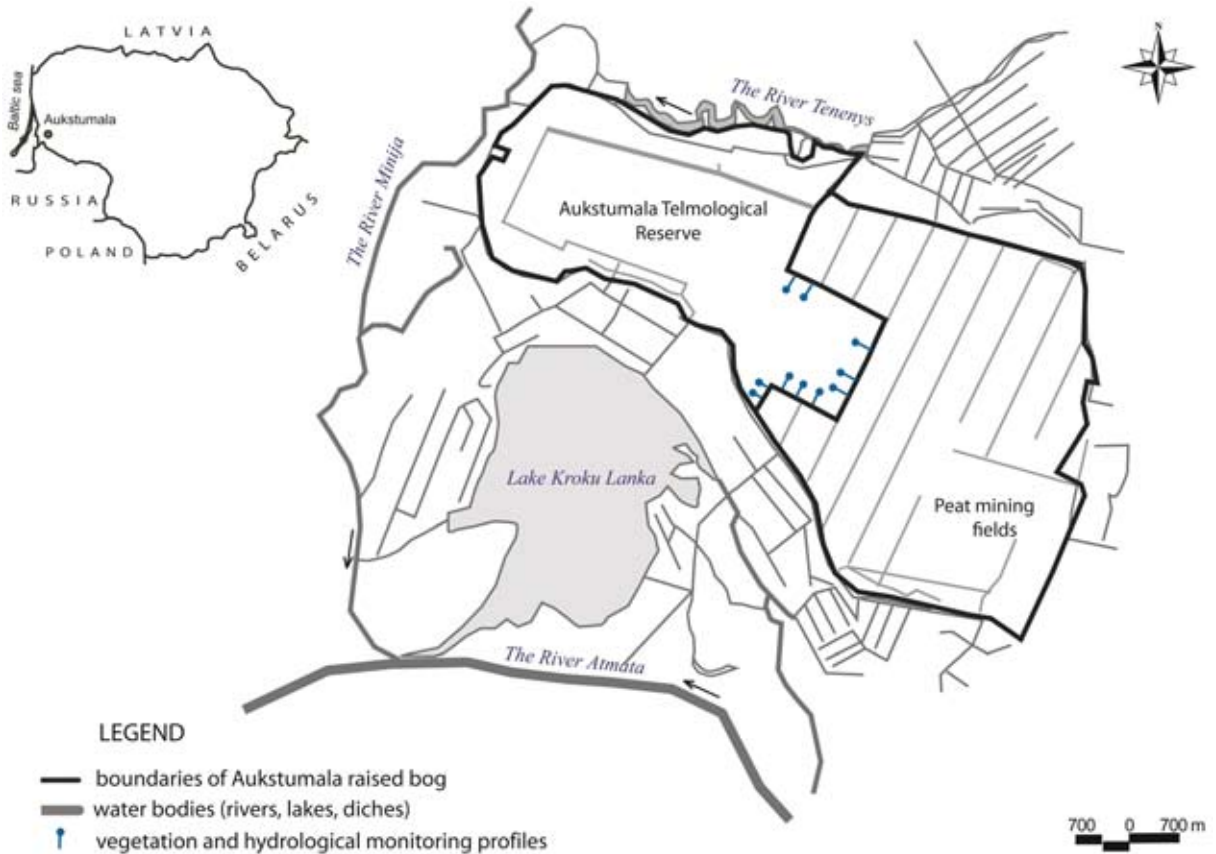 LATVIA
Baltic sea
Aukstumala
RUSSIA
POLAND
BELARUS
N
The River Tenenys
The River Minija
Aukstumala Telmological
Reserve
Lake Kroku Lanka
Peat mining
fields
The River Atmata
LEGEND
boundaries of Aukstumala raised bog
water bodies (rivers, lakes, diches)
vegetation and hydrological monitoring profiles
700 0 700 m